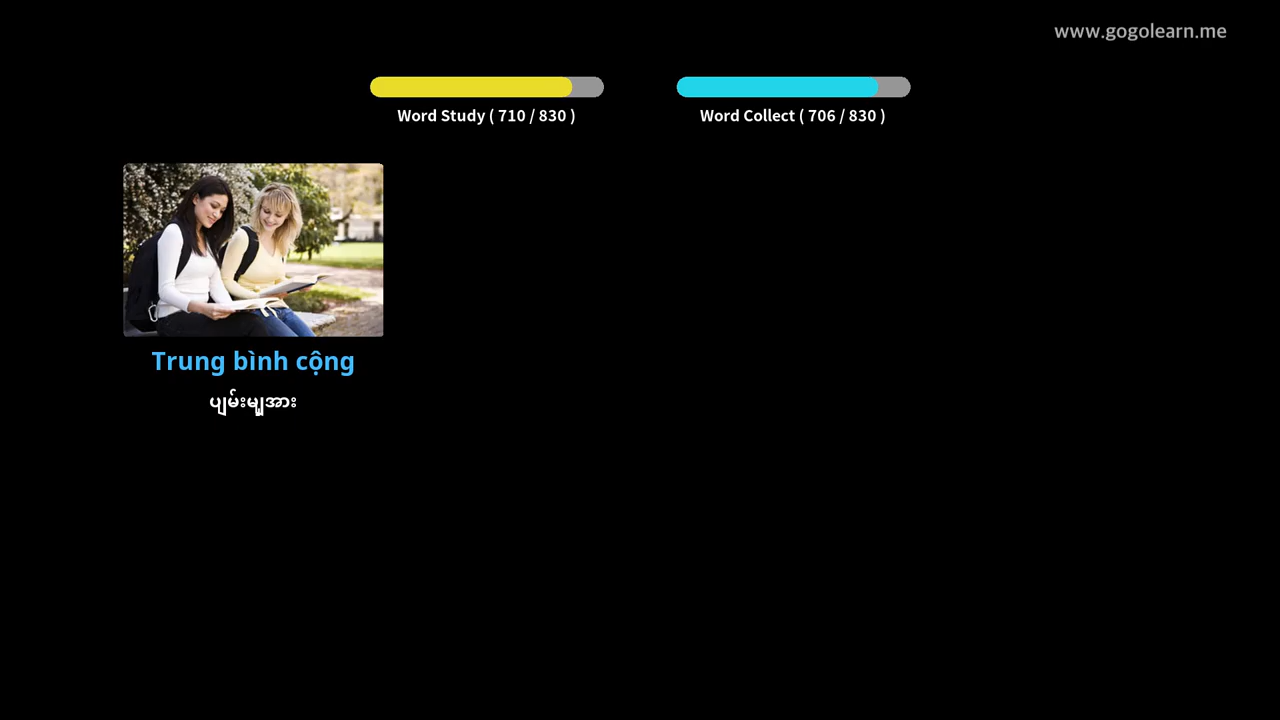 www.gogolearn.me
Word Study ( 710 / 830 )
Word Collect ( 706 / 830 )
Trung bình cộng
ပျမ်းမျှအား